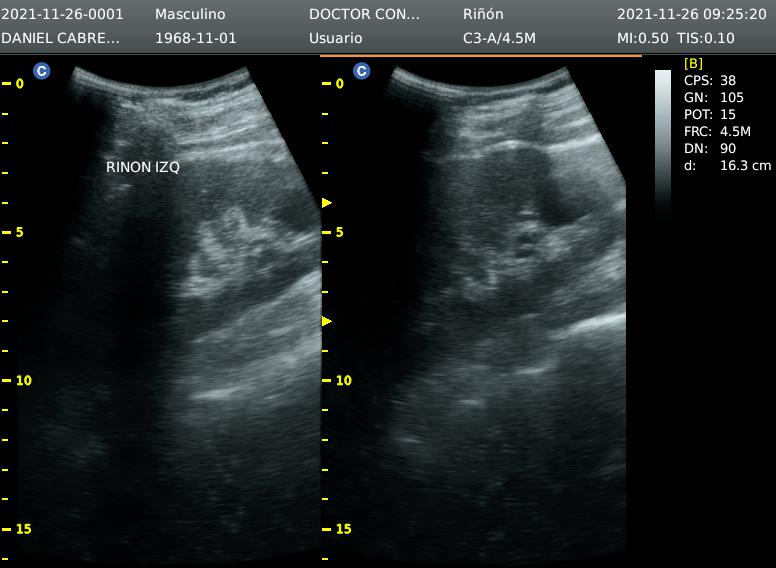 2021-11-26-0001 Masculino DOCTOR CON... Riñón 2021-11-26 09:25:20
DANIEL CABRE... 1968-11-01 Usuario C3-A/4.5M MI:0.50 TIS:0.10
C C
[B]
CPS: 38
GN: 105
POT: 15
FRC: 4.5M
DN: 90
d: 16.3 cm
RINON IZQ
0 0
5 5
10 10
15 15